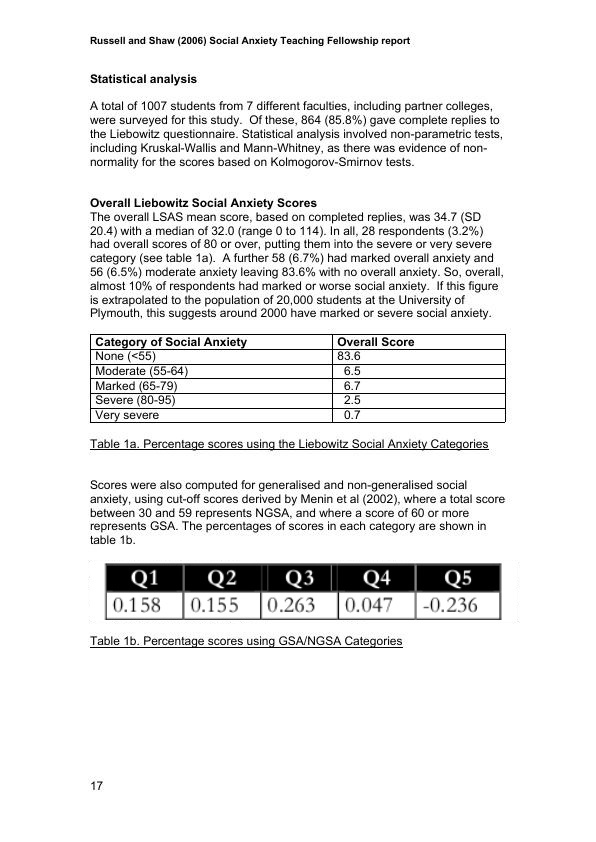 Russell and Shaw (2006) Social Anxiety Teaching Fellowship report
Statistical analysis
A total of 1007 students from 7 different faculties, including partner colleges,
were surveyed for this study.  Of these, 864 (85.8%) gave complete replies to
the Liebowitz questionnaire. Statistical analysis involved non-parametric tests,
including Kruskal-Wallis and Mann-Whitney, as there was evidence of non-
normality for the scores based on Kolmogorov-Smirnov tests.
Overall Liebowitz Social Anxiety Scores
The overall LSAS mean score, based on completed replies, was 34.7 (SD
20.4) with a median of 32.0 (range 0 to 114). In all, 28 respondents (3.2%)
had overall scores of 80 or over, putting them into the severe or very severe
category (see table 1a).  A further 58 (6.7%) had marked overall anxiety and
56 (6.5%) moderate anxiety leaving 83.6% with no overall anxiety. So, overall,
almost 10% of respondents had marked or worse social anxiety.  If this figure
is extrapolated to the population of 20,000 students at the University of
Plymouth, this suggests around 2000 have marked or severe social anxiety.
Category of Social Anxiety Overall Score
None (<55) 83.6
Moderate (55-64) 6.5
Marked (65-79) 6.7
Severe (80-95) 2.5
Very severe 0.7
Table 1a. Percentage scores using the Liebowitz Social Anxiety Categories
Scores were also computed for generalised and non-generalised social
anxiety, using cut-off scores derived by Menin et al (2002), where a total score
between 30 and 59 represents NGSA, and where a score of 60 or more
represents GSA. The percentages of scores in each category are shown in
table 1b.
Q1 Q2 Q3 Q4 Q5
0.158 0.155 0.263 0.047 -0.236
Table 1b. Percentage scores using GSA/NGSA Categories
17